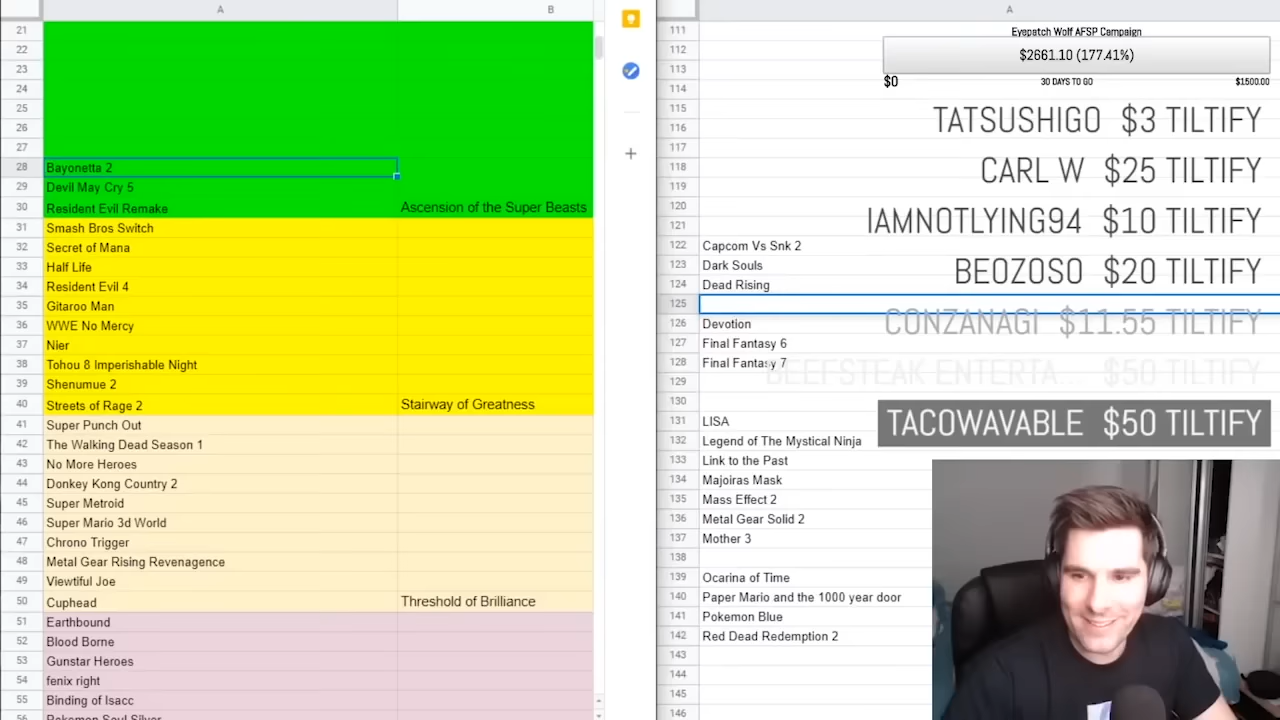 A
B
21
22
23
24
25
26
27
28 Bayonetta 2
29 Devil May Cry 5
30 Resident Evil Remake Ascension of the Super Beasts
31 Smash Bros Switch
32 Secret of Mana
33 Half Life
34 Resident Evil 4
35 Gitaroo Man
36 WWE No Mercy
37 Nier
38 Tohou 8 Imperishable Night
39 Shenumue 2
40 Streets of Rage 2 Stairway of Greatness
41 Super Punch Out
42 The Walking Dead Season 1
43 No More Heroes
44 Donkey Kong Country 2
45 Super Metroid
46 Super Mario 3d World
47 Chrono Trigger
48 Metal Gear Rising Revenagence
49 Viewtiful Joe
50 Cuphead Threshold of Brilliance
51 Earthbound
52 Blood Borne
53 Gunstar Heroes
54 fenix right
55 Binding of Isacc
56 Pokemon Soul Silver
A
111
112
113
114
115
116
117
118
119
120
121
122 Capcom Vs Snk 2
123 Dark Souls
124 Dead Rising
125
126 Devotion
127 Final Fantasy 6
128 Final Fantasy 7
129
130
131 LISA
132 Legend of The Mystical Ninja
133 Link to the Past
134 Majoiras Mask
135 Mass Effect 2
136 Metal Gear Solid 2
137 Mother 3
138
139 Ocarina of Time
140 Paper Mario and the 1000 year door
141 Pokemon Blue
142 Red Dead Redemption 2
143
144
145
146
Eyepatch Wolf AFSP Campaign
$2661.10 (177.41%)
$0 30 DAYS TO GO $1500.00
TATSUSHIGO $3 TILTIFY
CARL W $25 TILTIFY
IAMNOTLYING94 $10 TILTIFY
BEOZOSO $20 TILTIFY
CONZANAGI $11.55 TILTIFY
BEEFSTEAK ENTERTA... $50 TILTIFY
TACOWAVABLE $50 TILTIFY